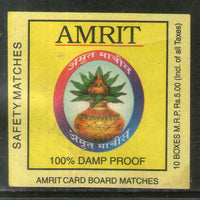 AMRIT
अमृत माचीस
अमृत माचीस
100% DAMP PROOF
AMRIT CARD BOARD MATCHES
SAFETY MATCHES
10 BOXES M.R.P. Rs.5.00 (Incl. of all Taxes)